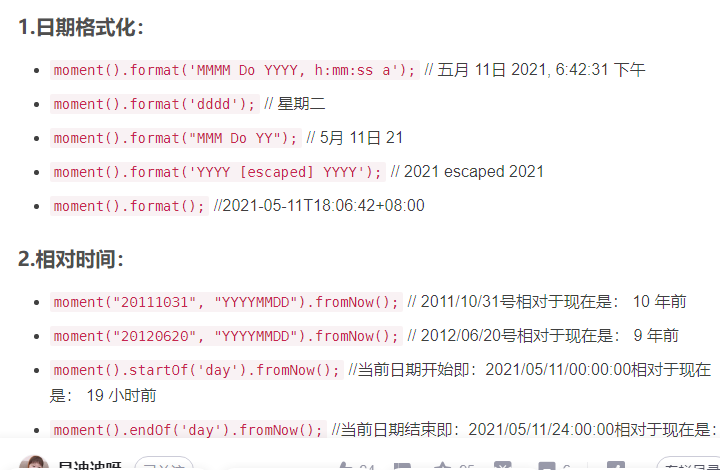 1.日期格式化：
moment().format('MMMM Do YYYY, h:mm:ss a'); // 五月 11日 2021, 6:42:31 下午
moment().format('dddd'); // 星期二
moment().format("MMM Do YY"); // 5月 11日 21
moment().format('YYYY [escaped] YYYY'); // 2021 escaped 2021
moment().format(); //2021-05-11T18:06:42+08:00
2.相对时间：
moment("20111031", "YYYYMMDD").fromNow(); // 2011/10/31号相对于现在是： 10 年前
moment("20120620", "YYYYMMDD").fromNow(); // 2012/06/20号相对于现在是： 9 年前
moment().startOf('day').fromNow(); //当前日期开始即：2021/05/11/00:00:00相对于现在
是： 19 小时前
moment().endOf('day').fromNow(); //当前日期结束即：2021/05/11/24:00:00相对于现在是：